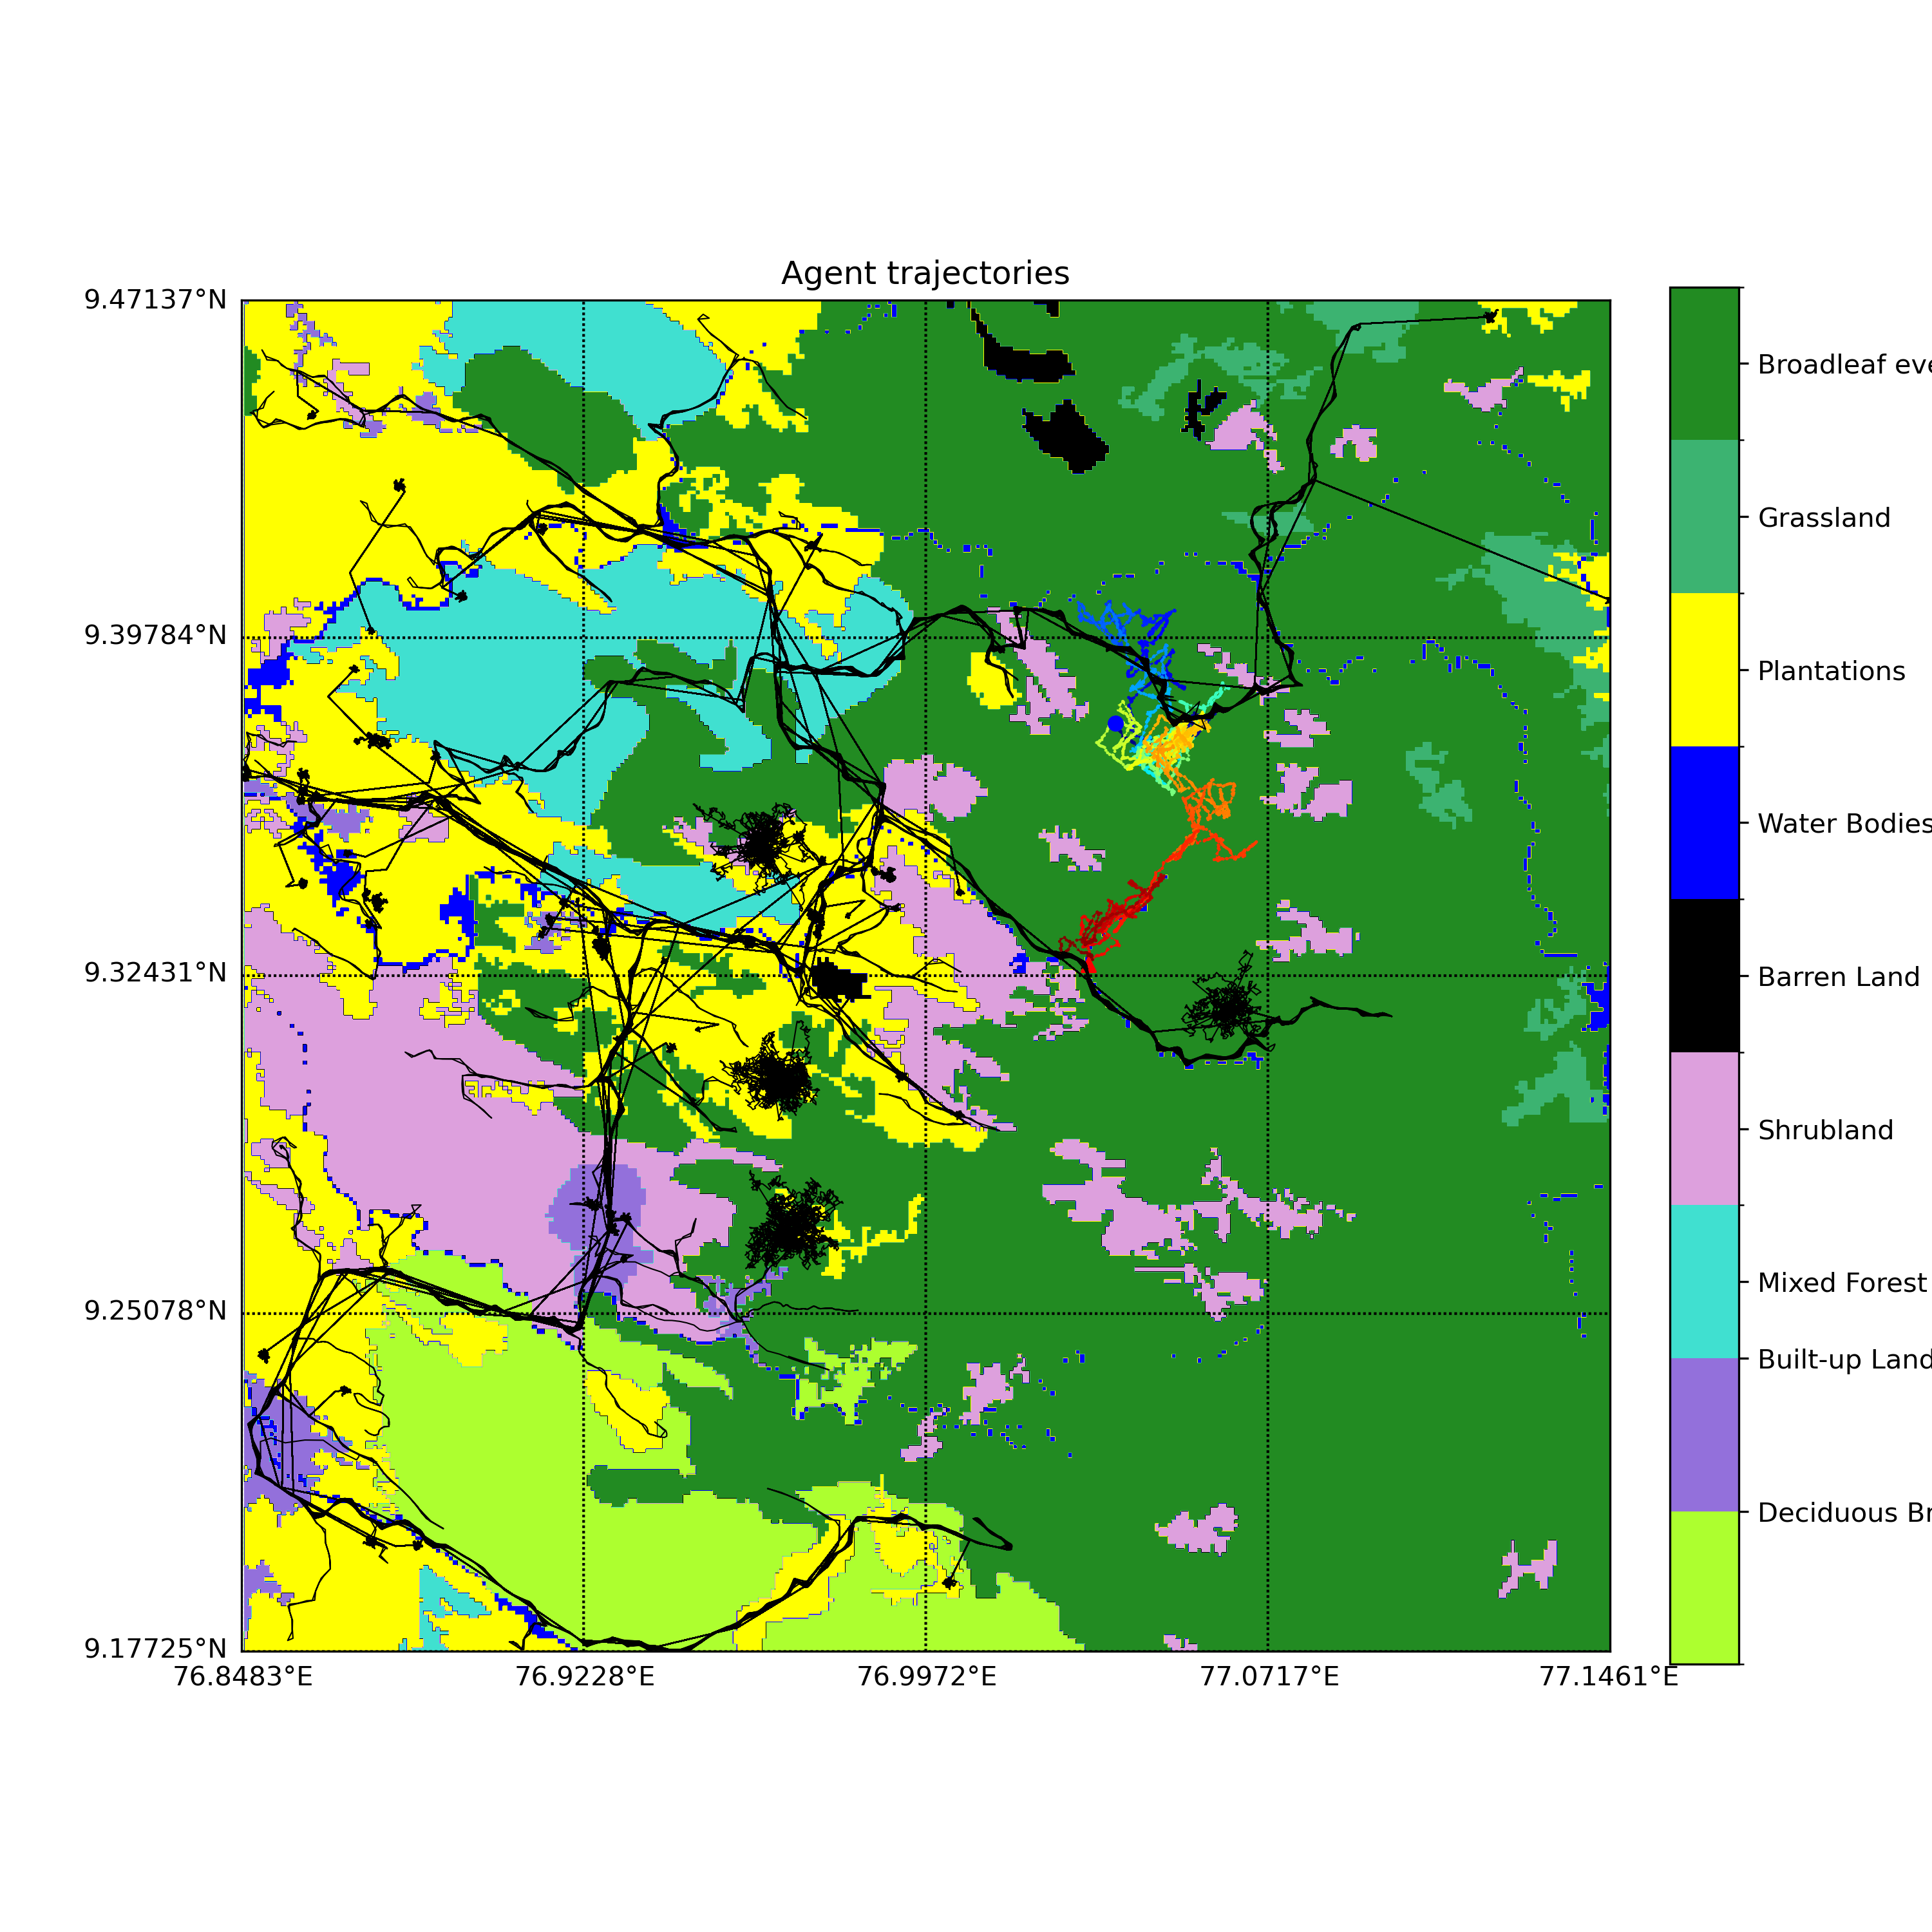 Agent trajectories
9.47137°N
9.39784°N
9.32431°N
9.25078°N
9.17725°N
76.8483°E
76.9228°E
76.9972°E
77.0717°E
77.1461°E
Broadleaf eve
Grassland
Plantations
Water Bodies
Barren Land
Shrubland
Mixed Forest
Built-up Land
Deciduous Br